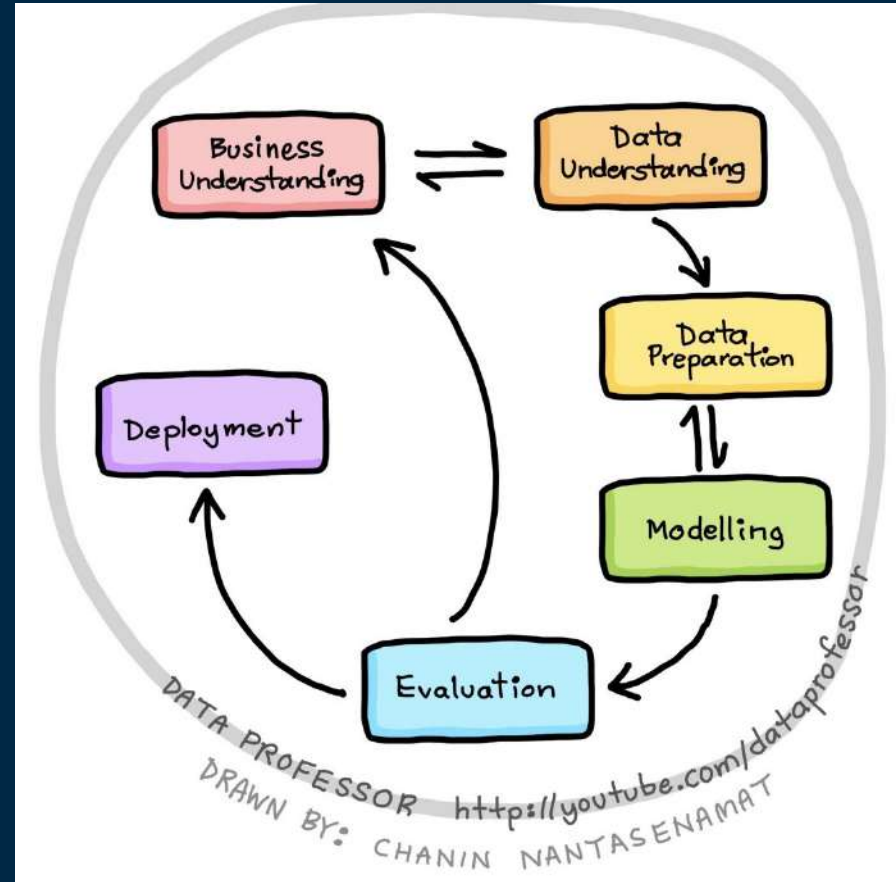 Business
Understanding
Data
Understanding
Data
Preparation
Deployment
Modelling
Evaluation
DATA PROFESSOR http://youtube.com/dataprofessor
DRAWN BY: CHANIN NANTASENAMAT